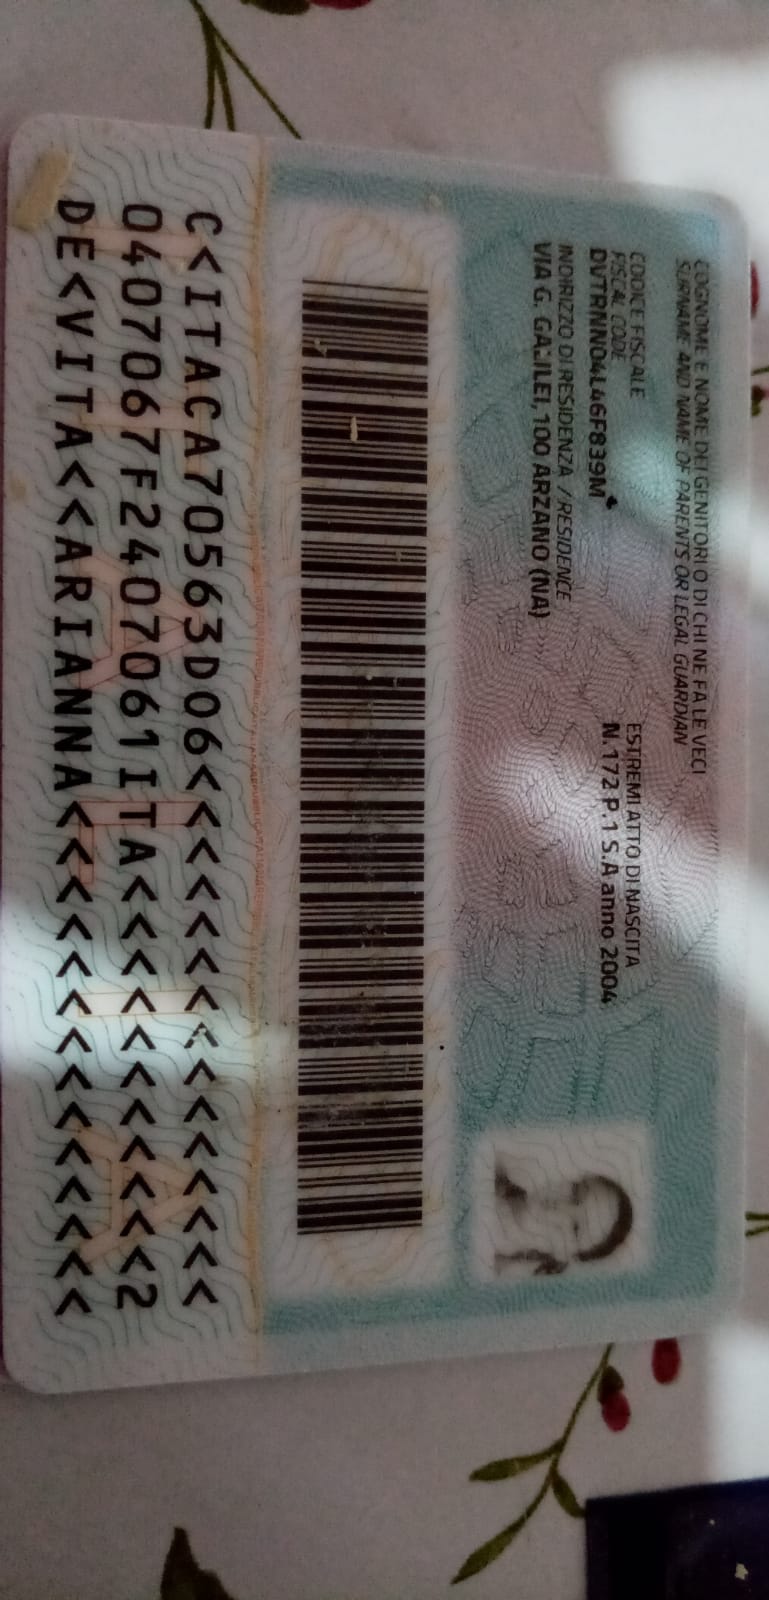 COGNOME E NOME DEI GENITORI O DI CHI NE FA LE VECI
SURNAME AND NAME OF PARENTS OR LEGAL GUARDIAN
CODICE FISCALE
FISCAL CODE
DVTRNN04L46F839M
ESTREMI ATTO DI NASCITA
N.172 P.1 S.A anno 2004
INDIRIZZO DI RESIDENZA / RESIDENCE
VIA G. GALILEI, 100 ARZANO (NA)
C<ITACA70563DO6<<<<<<<<<<<<<<<
0407067F2407061ITA<<<<<<<<<<<2
DE<VITA<<ARIANNA<<<<<<<<<<<<<<